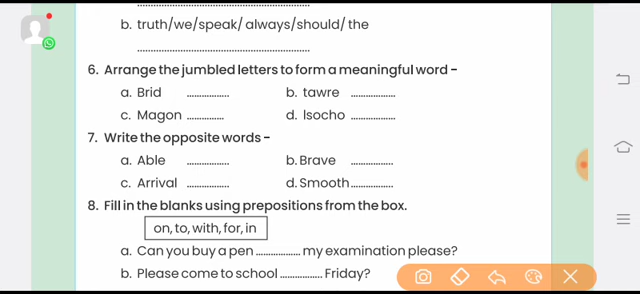 b. truth/we/speak/ always/should/ the
6. Arrange the jumbled letters to form a meaningful word -
a. Brid ................. b. tawre ..................
c. Magon ............... d. lsocho ..................
7. Write the opposite words -
a. Able ................. b. Brave .................
c. Arrival ................. d. Smooth.................
8. Fill in the blanks using prepositions from the box.
on, to, with, for, in
a. Can you buy a pen .................. my examination please?
b. Please come to school ................. Friday?